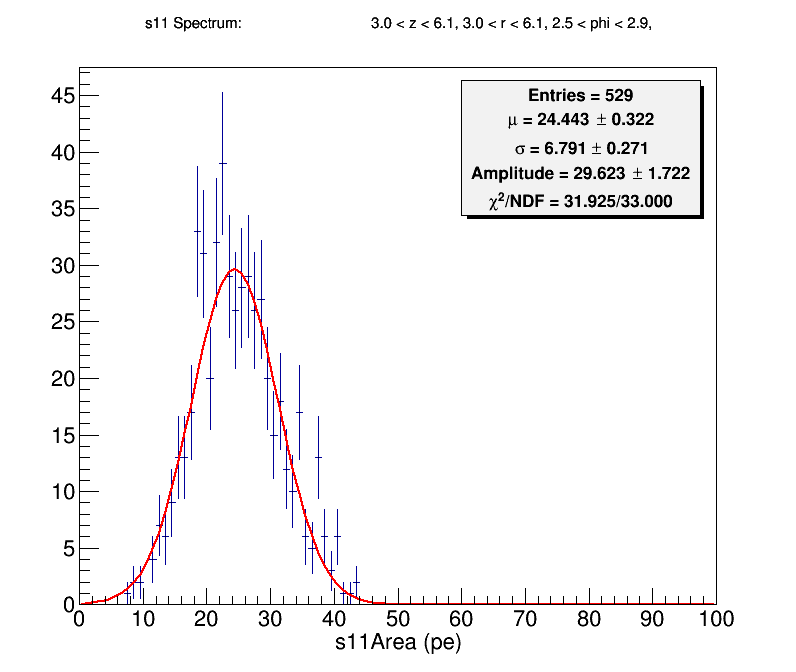 s11 Spectrum: 3.0 < z < 6.1, 3.0 < r < 6.1, 2.5 < phi < 2.9,
Entries = 529
μ = 24.443 ± 0.322
σ = 6.791 ± 0.271
Amplitude = 29.623 ± 1.722
χ²/NDF = 31.925/33.000
45
40
35
30
25
20
15
10
5
0
0 10 20 30 40 50 60 70 80 90 100
s11Area (pe)